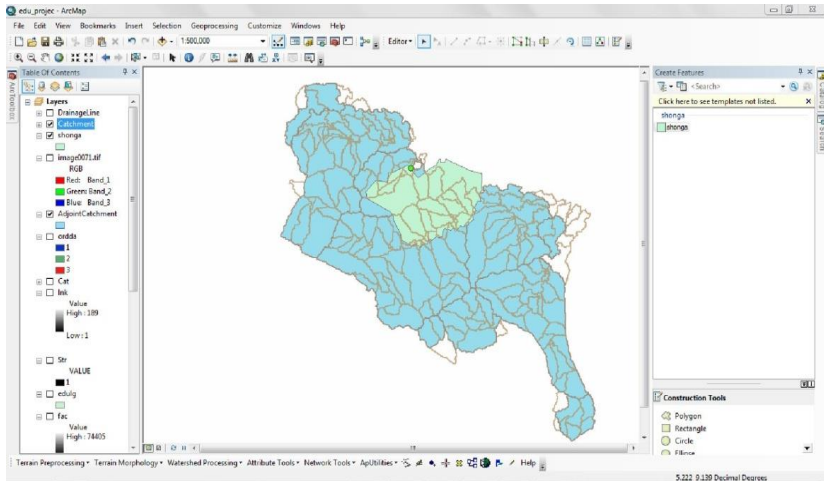 edu_projec - ArcMap
File Edit View Bookmarks Insert Selection Geoprocessing Customize Windows Help
1:500,000
Editor
Table Of Contents
Layers
DrainageLine
Catchment
shonga
image0071.tif
RGB
Red: Band_1
Green: Band_2
Blue: Band_3
AdjointCatchment
ordda
1
2
3
Cat
lnk
Value
High : 189
Low : 1
Str
VALUE
1
edulg
fac
Value
High : 74405
ArcToolbox
Create Features
<Search>
Click here to see templates not listed.
shonga
shonga
Construction Tools
Polygon
Rectangle
Circle
Ellipse
Catalog
Search
Terrain Preprocessing Terrain Morphology Watershed Processing Attribute Tools Network Tools ApUtilities Help
5.222 9.139 Decimal Degrees